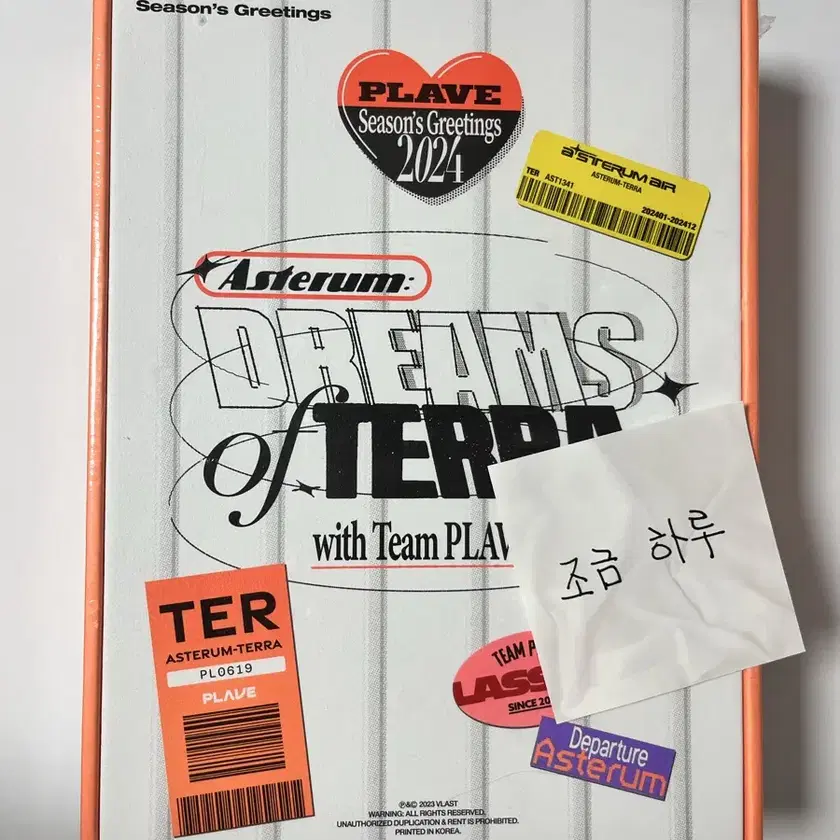 Season's Greetings
PLAVE
Season's Greetings
2024
asterum air
TER AST1341
ASTERUM-TERRA
202401-202412
Asterum:
DREAMS
of TERRA
with Team PLAV
조금 하루
TER
ASTERUM-TERRA
PL0619
PLAVE
TEAM P
LASS
SINCE 20
Departure
Asterum
℗&© 2023 VLAST
WARNING: ALL RIGHTS RESERVED.
UNAUTHORIZED DUPLICATION & RENT IS PROHIBITED.
PRINTED IN KOREA.